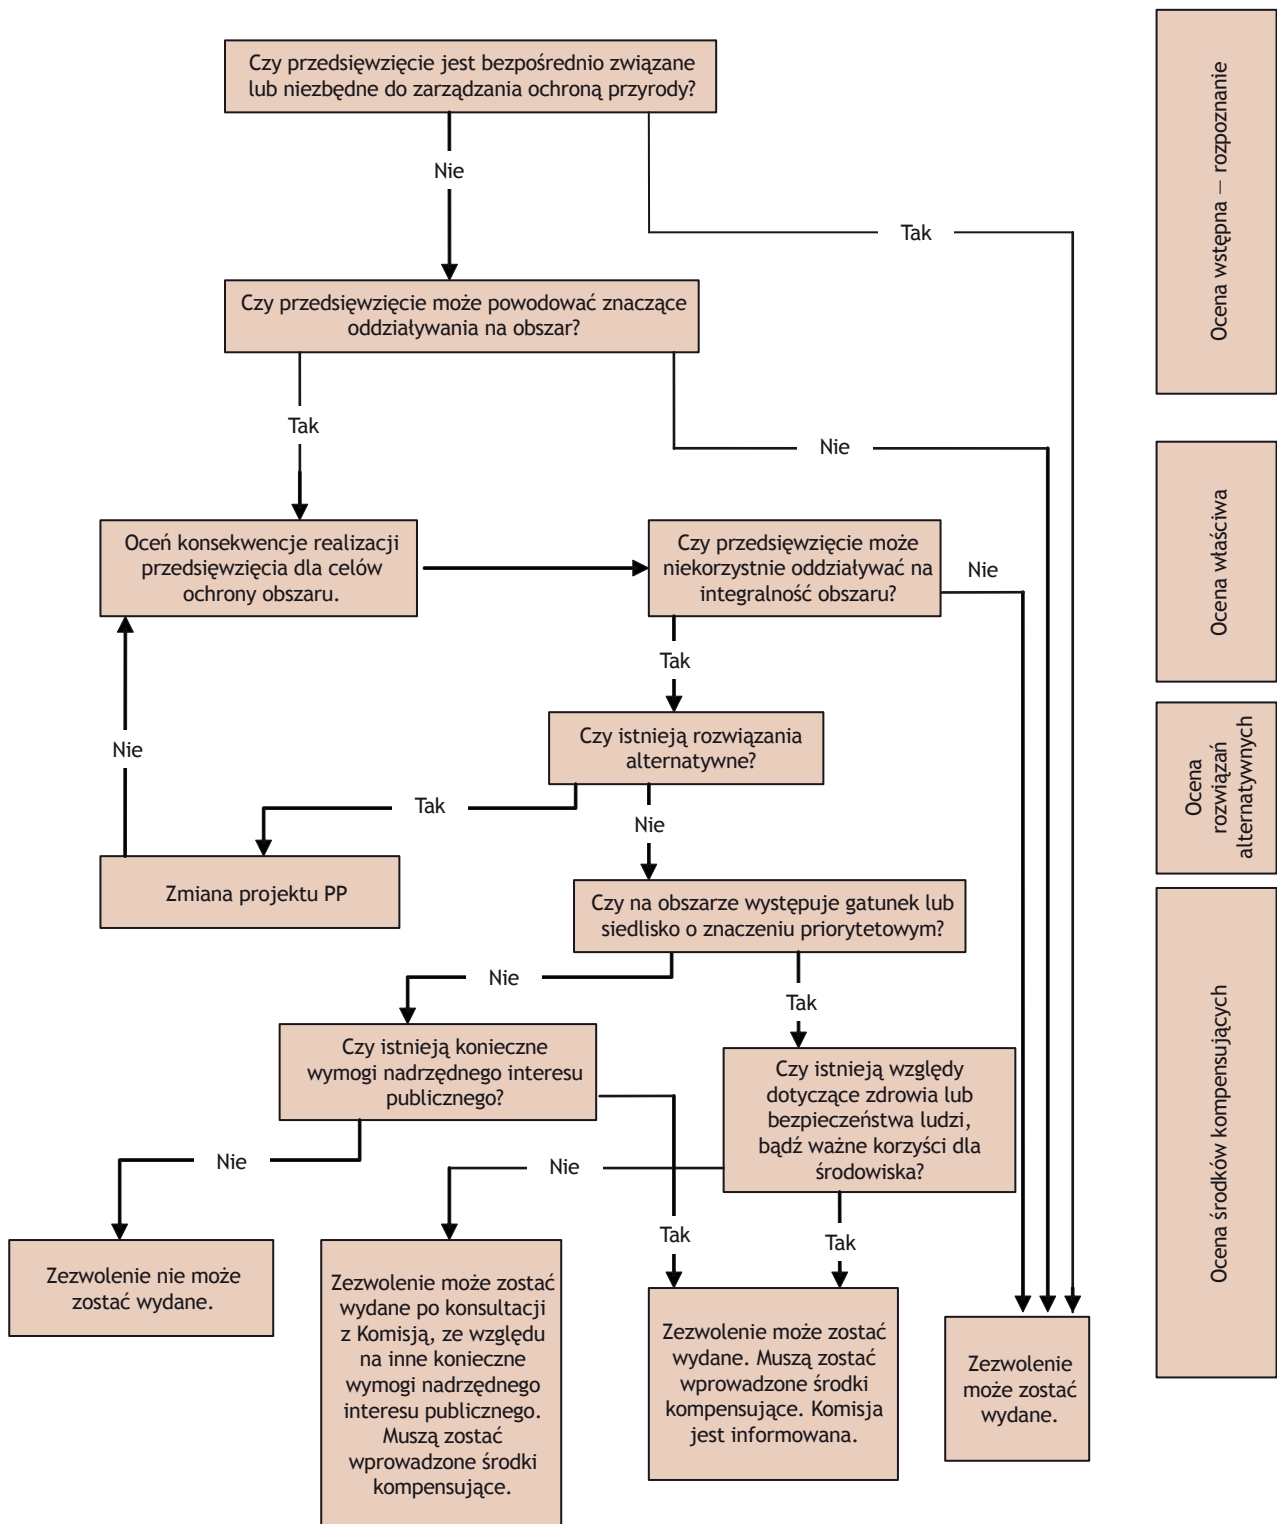 Czy przedsięwzięcie jest bezpośrednio związane
lub niezbędne do zarządzania ochroną przyrody?
Nie
Tak
Czy przedsięwzięcie może powodować znaczące
oddziaływania na obszar?
Tak
Nie
Oceń konsekwencje realizacji
przedsięwzięcia dla celów
ochrony obszaru.
Czy przedsięwzięcie może
niekorzystnie oddziaływać na
integralność obszaru?
Nie
Tak
Czy istnieją rozwiązania
alternatywne?
Nie
Tak
Nie
Zmiana projektu PP
Czy na obszarze występuje gatunek lub
siedlisko o znaczeniu priorytetowym?
Nie
Tak
Czy istnieją konieczne
wymogi nadrzędnego interesu
publicznego?
Czy istnieją względy
dotyczące zdrowia lub
bezpieczeństwa ludzi,
bądź ważne korzyści dla
środowiska?
Nie
Nie
Tak
Tak
Zezwolenie nie może
zostać wydane.
Zezwolenie może zostać
wydane po konsultacji
z Komisją, ze względu
na inne konieczne
wymogi nadrzędnego
interesu publicznego.
Muszą zostać
wprowadzone środki
kompensujące.
Zezwolenie może zostać
wydane. Muszą zostać
wprowadzone środki
kompensujące. Komisja
jest informowana.
Zezwolenie
może zostać
wydane.
Ocena wstępna – rozpoznanie
Ocena właściwa
Ocena
rozwiązań
alternatywnych
Ocena środków kompensujących